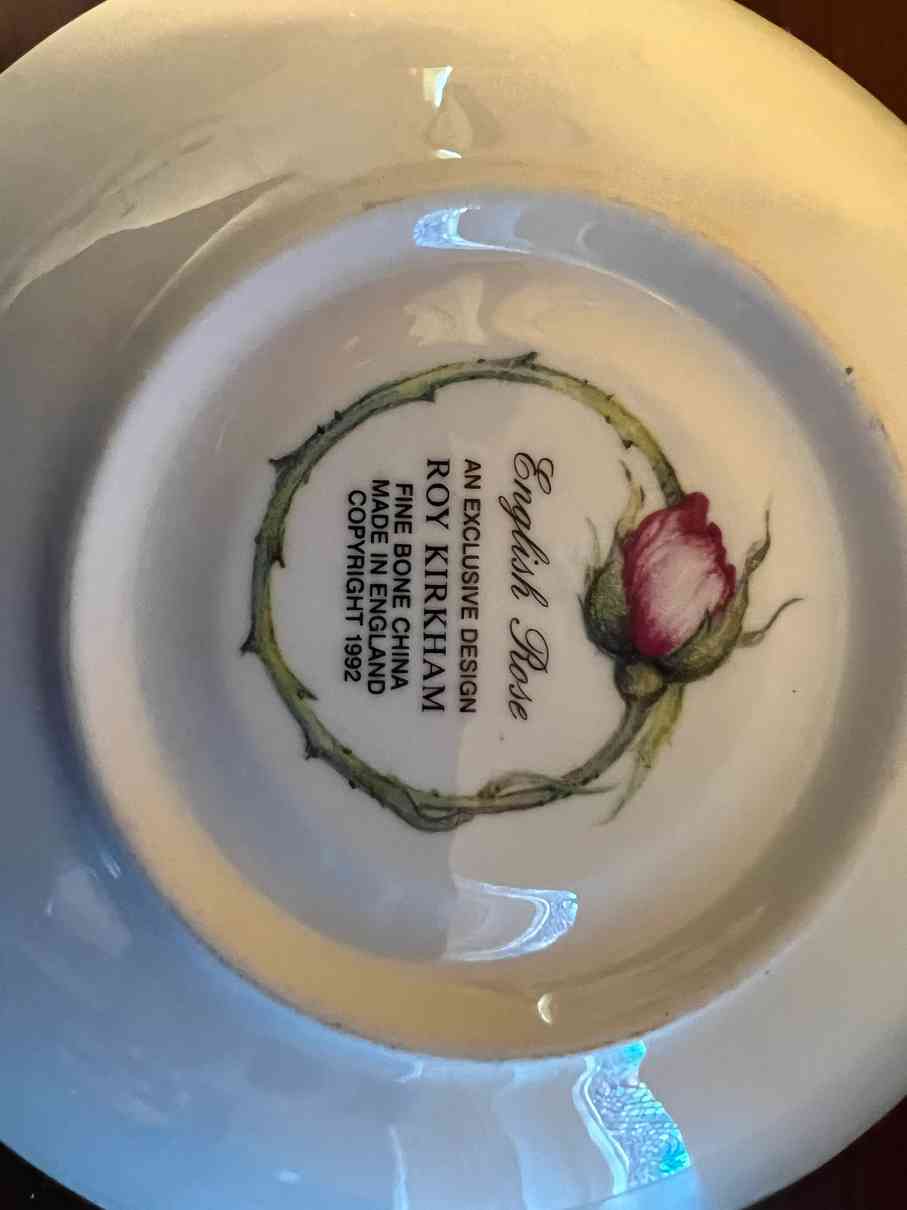 English Rose
AN EXCLUSIVE DESIGN
ROY KIRKHAM
FINE BONE CHINA
MADE IN ENGLAND
COPYRIGHT 1992